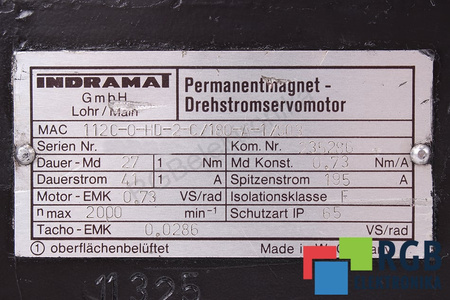 INDRAMAT
GmbH
Lohr/Main
Permanentmagnet -
Drehstromservomotor
MAC 112C-0-HD-2-C/180-A-1/
Serien Nr. Kom. Nr.
Dauer - Md 27 1 Nm Md Konst. 0.73 Nm/A
Dauerstrom 41 1 A Spitzenstrom 195 A
Motor - EMK 0.73 VS/rad Isolationsklasse F
n max 2000 min⁻¹ Schutzart IP 65
Tacho - EMK 0.0286 VS/rad
① oberflächenbelüftet Made in W.
RGB
11325